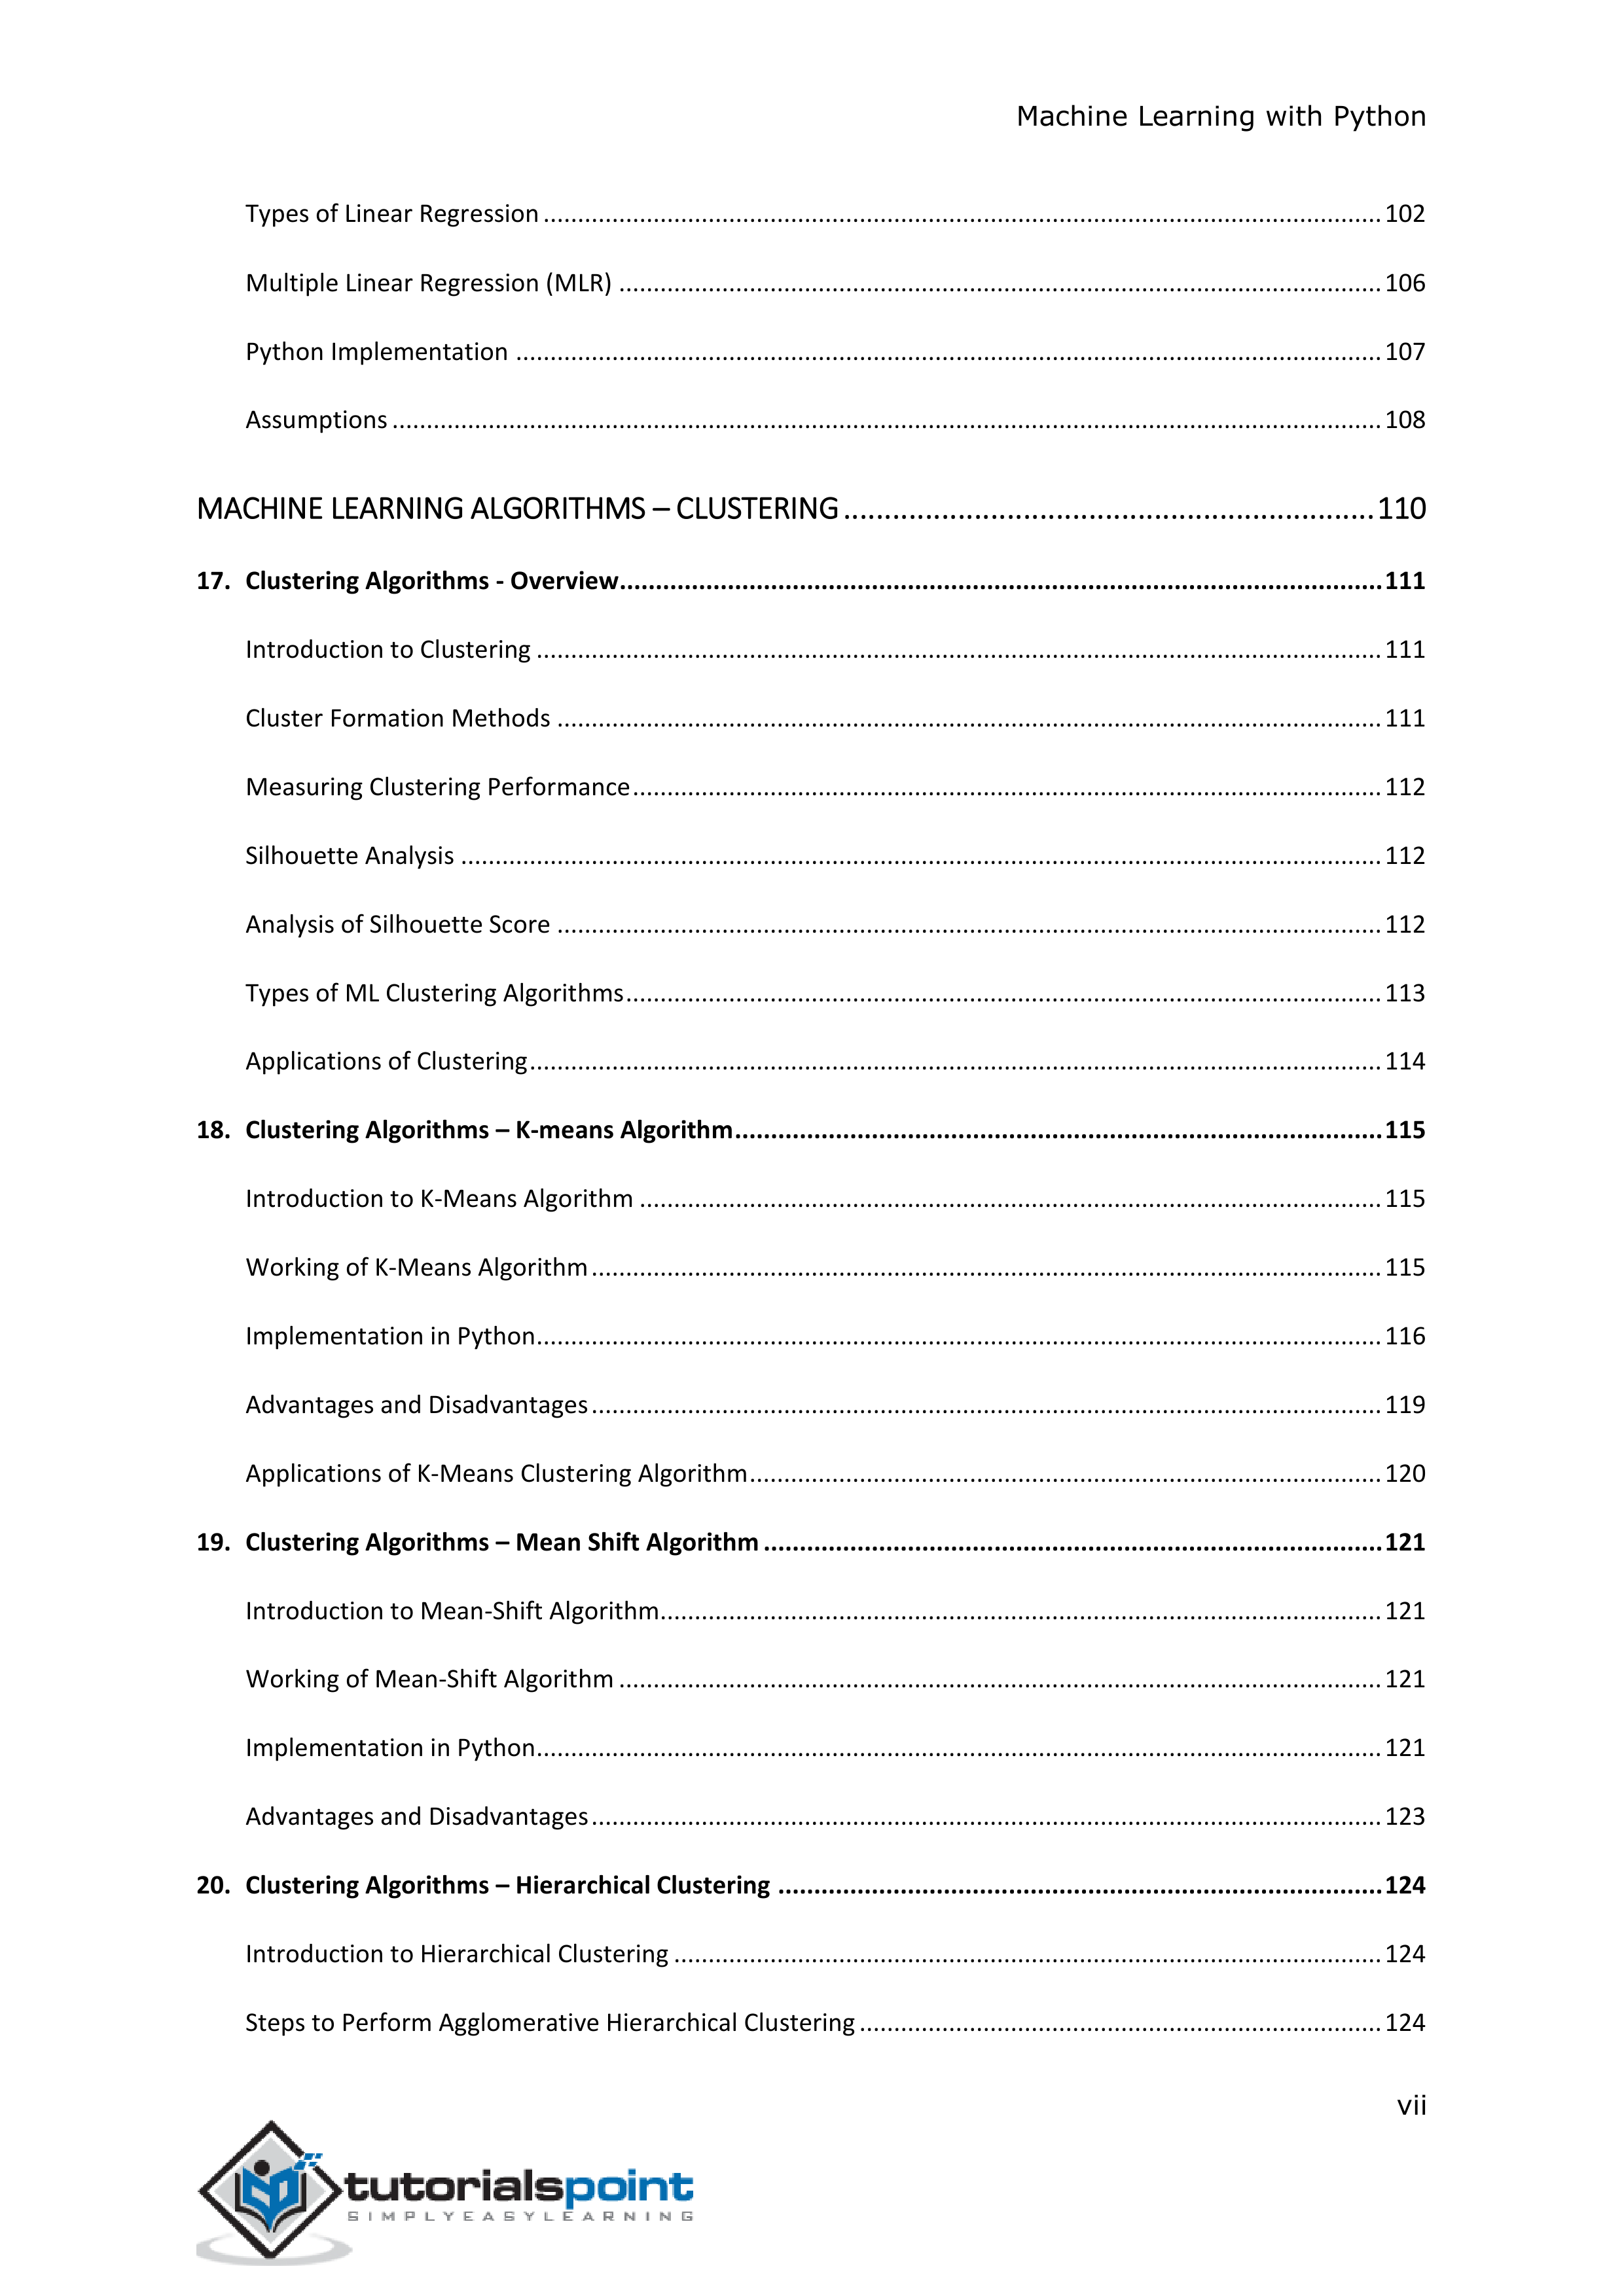 Machine Learning with Python
Types of Linear Regression ........................................................................................................................ 102
Multiple Linear Regression (MLR) .............................................................................................................. 106
Python Implementation ............................................................................................................................. 107
Assumptions ............................................................................................................................................... 108
MACHINE LEARNING ALGORITHMS – CLUSTERING .................................................................. 110
17. Clustering Algorithms - Overview .......................................................................................................... 111
Introduction to Clustering .......................................................................................................................... 111
Cluster Formation Methods ....................................................................................................................... 111
Measuring Clustering Performance ............................................................................................................ 112
Silhouette Analysis ..................................................................................................................................... 112
Analysis of Silhouette Score ....................................................................................................................... 112
Types of ML Clustering Algorithms ............................................................................................................. 113
Applications of Clustering ........................................................................................................................... 114
18. Clustering Algorithms – K-means Algorithm .......................................................................................... 115
Introduction to K-Means Algorithm ........................................................................................................... 115
Working of K-Means Algorithm .................................................................................................................. 115
Implementation in Python .......................................................................................................................... 116
Advantages and Disadvantages .................................................................................................................. 119
Applications of K-Means Clustering Algorithm ........................................................................................... 120
19. Clustering Algorithms – Mean Shift Algorithm ...................................................................................... 121
Introduction to Mean-Shift Algorithm ........................................................................................................ 121
Working of Mean-Shift Algorithm .............................................................................................................. 121
Implementation in Python .......................................................................................................................... 121
Advantages and Disadvantages .................................................................................................................. 123
20. Clustering Algorithms – Hierarchical Clustering .................................................................................... 124
Introduction to Hierarchical Clustering ...................................................................................................... 124
Steps to Perform Agglomerative Hierarchical Clustering ........................................................................... 124
vii
tutorialspoint
SIMPLYEASYLEARNING